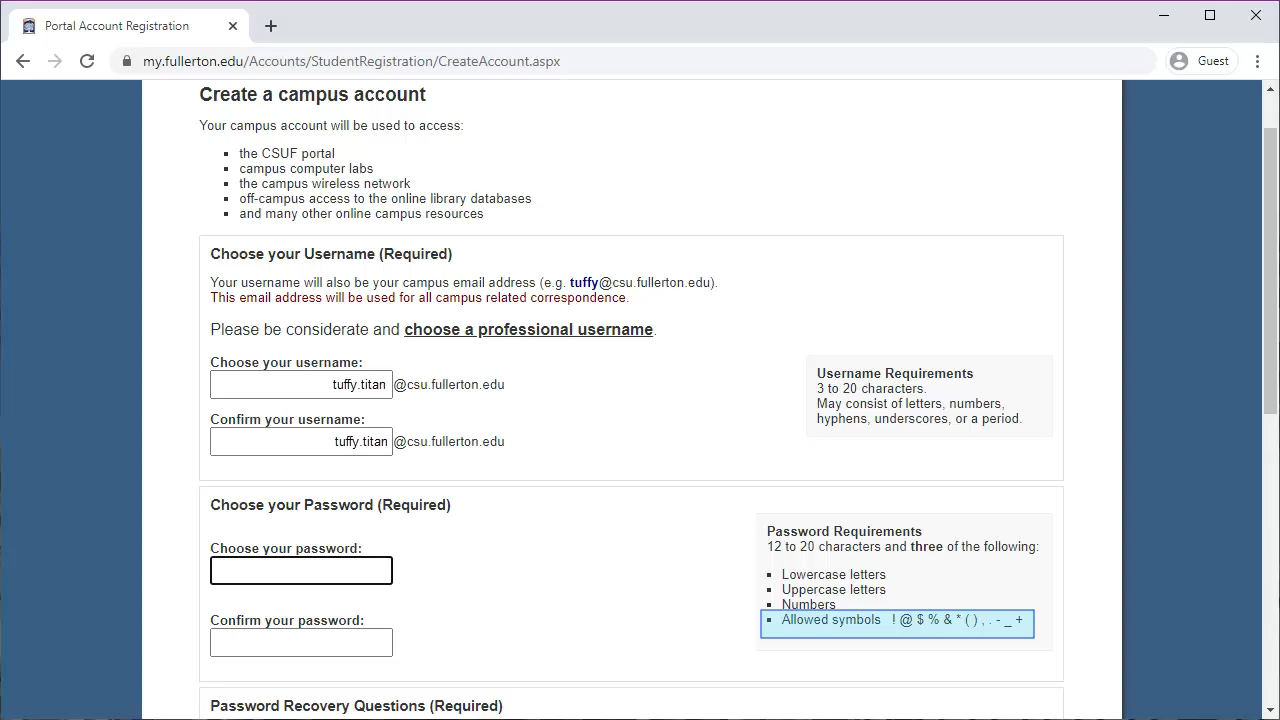 Portal Account Registration
my.fullerton.edu/Accounts/StudentRegistration/CreateAccount.aspx
Guest
Create a campus account
Your campus account will be used to access:
the CSUF portal
campus computer labs
the campus wireless network
off-campus access to the online library databases
and many other online campus resources
Choose your Username (Required)
Your username will also be your campus email address (e.g. tuffy@csu.fullerton.edu).
This email address will be used for all campus related correspondence.
Please be considerate and choose a professional username.
Choose your username:
tuffy.titan @csu.fullerton.edu
Confirm your username:
tuffy.titan @csu.fullerton.edu
Username Requirements
3 to 20 characters.
May consist of letters, numbers,
hyphens, underscores, or a period.
Choose your Password (Required)
Choose your password:
Confirm your password:
Password Requirements
12 to 20 characters and three of the following:
Lowercase letters
Uppercase letters
Numbers
Allowed symbols ! @ $ % & * ( ) , . - _ +
Password Recovery Questions (Required)